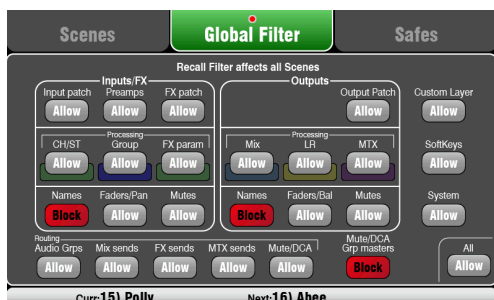 Scenes Global Filter Safes
Recall Filter affects all Scenes
Inputs/FX Outputs
Input patch Preamps FX patch Output Patch Custom Layer
Allow Allow Allow Allow Allow
Processing Processing
CH/ST Group FX param Mix LR MTX SoftKeys
Allow Allow Allow Allow Allow Allow Allow
Names Faders/Pan Mutes Names Faders/Bal Mutes System
Block Allow Allow Block Allow Allow Allow
Routing Mute/DCA
Audio Grps Mix sends FX sends MTX sends Mute/DCA Grp masters All
Allow Allow Allow Allow Allow Block Allow
Curr:15) Polly Next:16) Abee